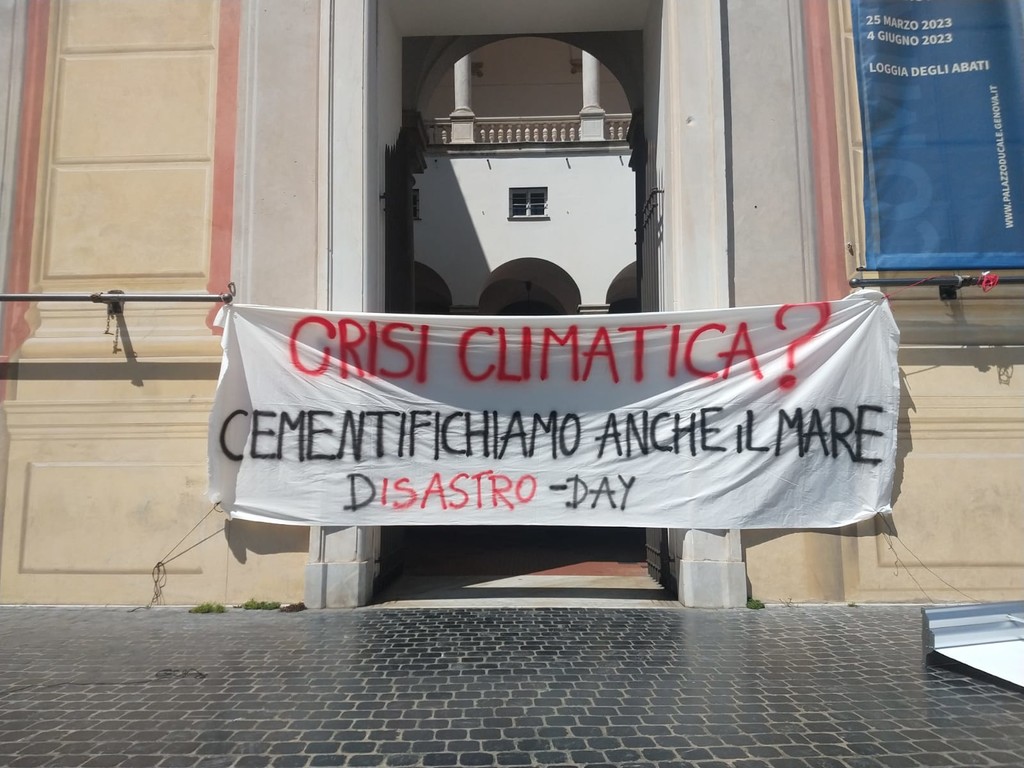 25 MARZO 2023
4 GIUGNO 2023
LOGGIA DEGLI ABATI
WWW.PALAZZODUCALE.GENOVA.IT
CRISI CLIMATICA?
CEMENTIFICHIAMO ANCHE iL MARE
DISASTRO-DAY